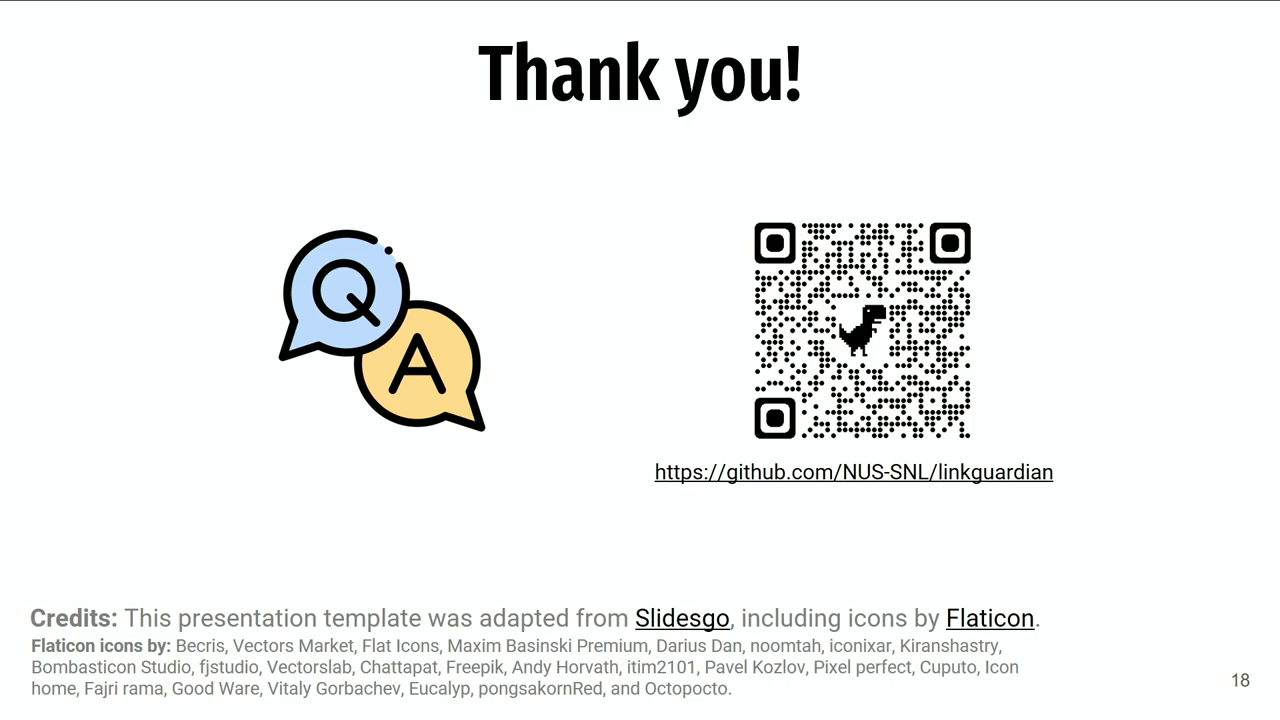 Thank you!
Q
A
https://github.com/NUS-SNL/linkguardian
Credits: This presentation template was adapted from Slidesgo, including icons by Flaticon.
Flaticon icons by: Becris, Vectors Market, Flat Icons, Maxim Basinski Premium, Darius Dan, noomtah, iconixar, Kiranshastry,
Bombasticon Studio, fjstudio, Vectorslab, Chattapat, Freepik, Andy Horvath, itim2101, Pavel Kozlov, Pixel perfect, Cuputo, Icon
home, Fajri rama, Good Ware, Vitaly Gorbachev, Eucalyp, pongsakornRed, and Octopocto.
18